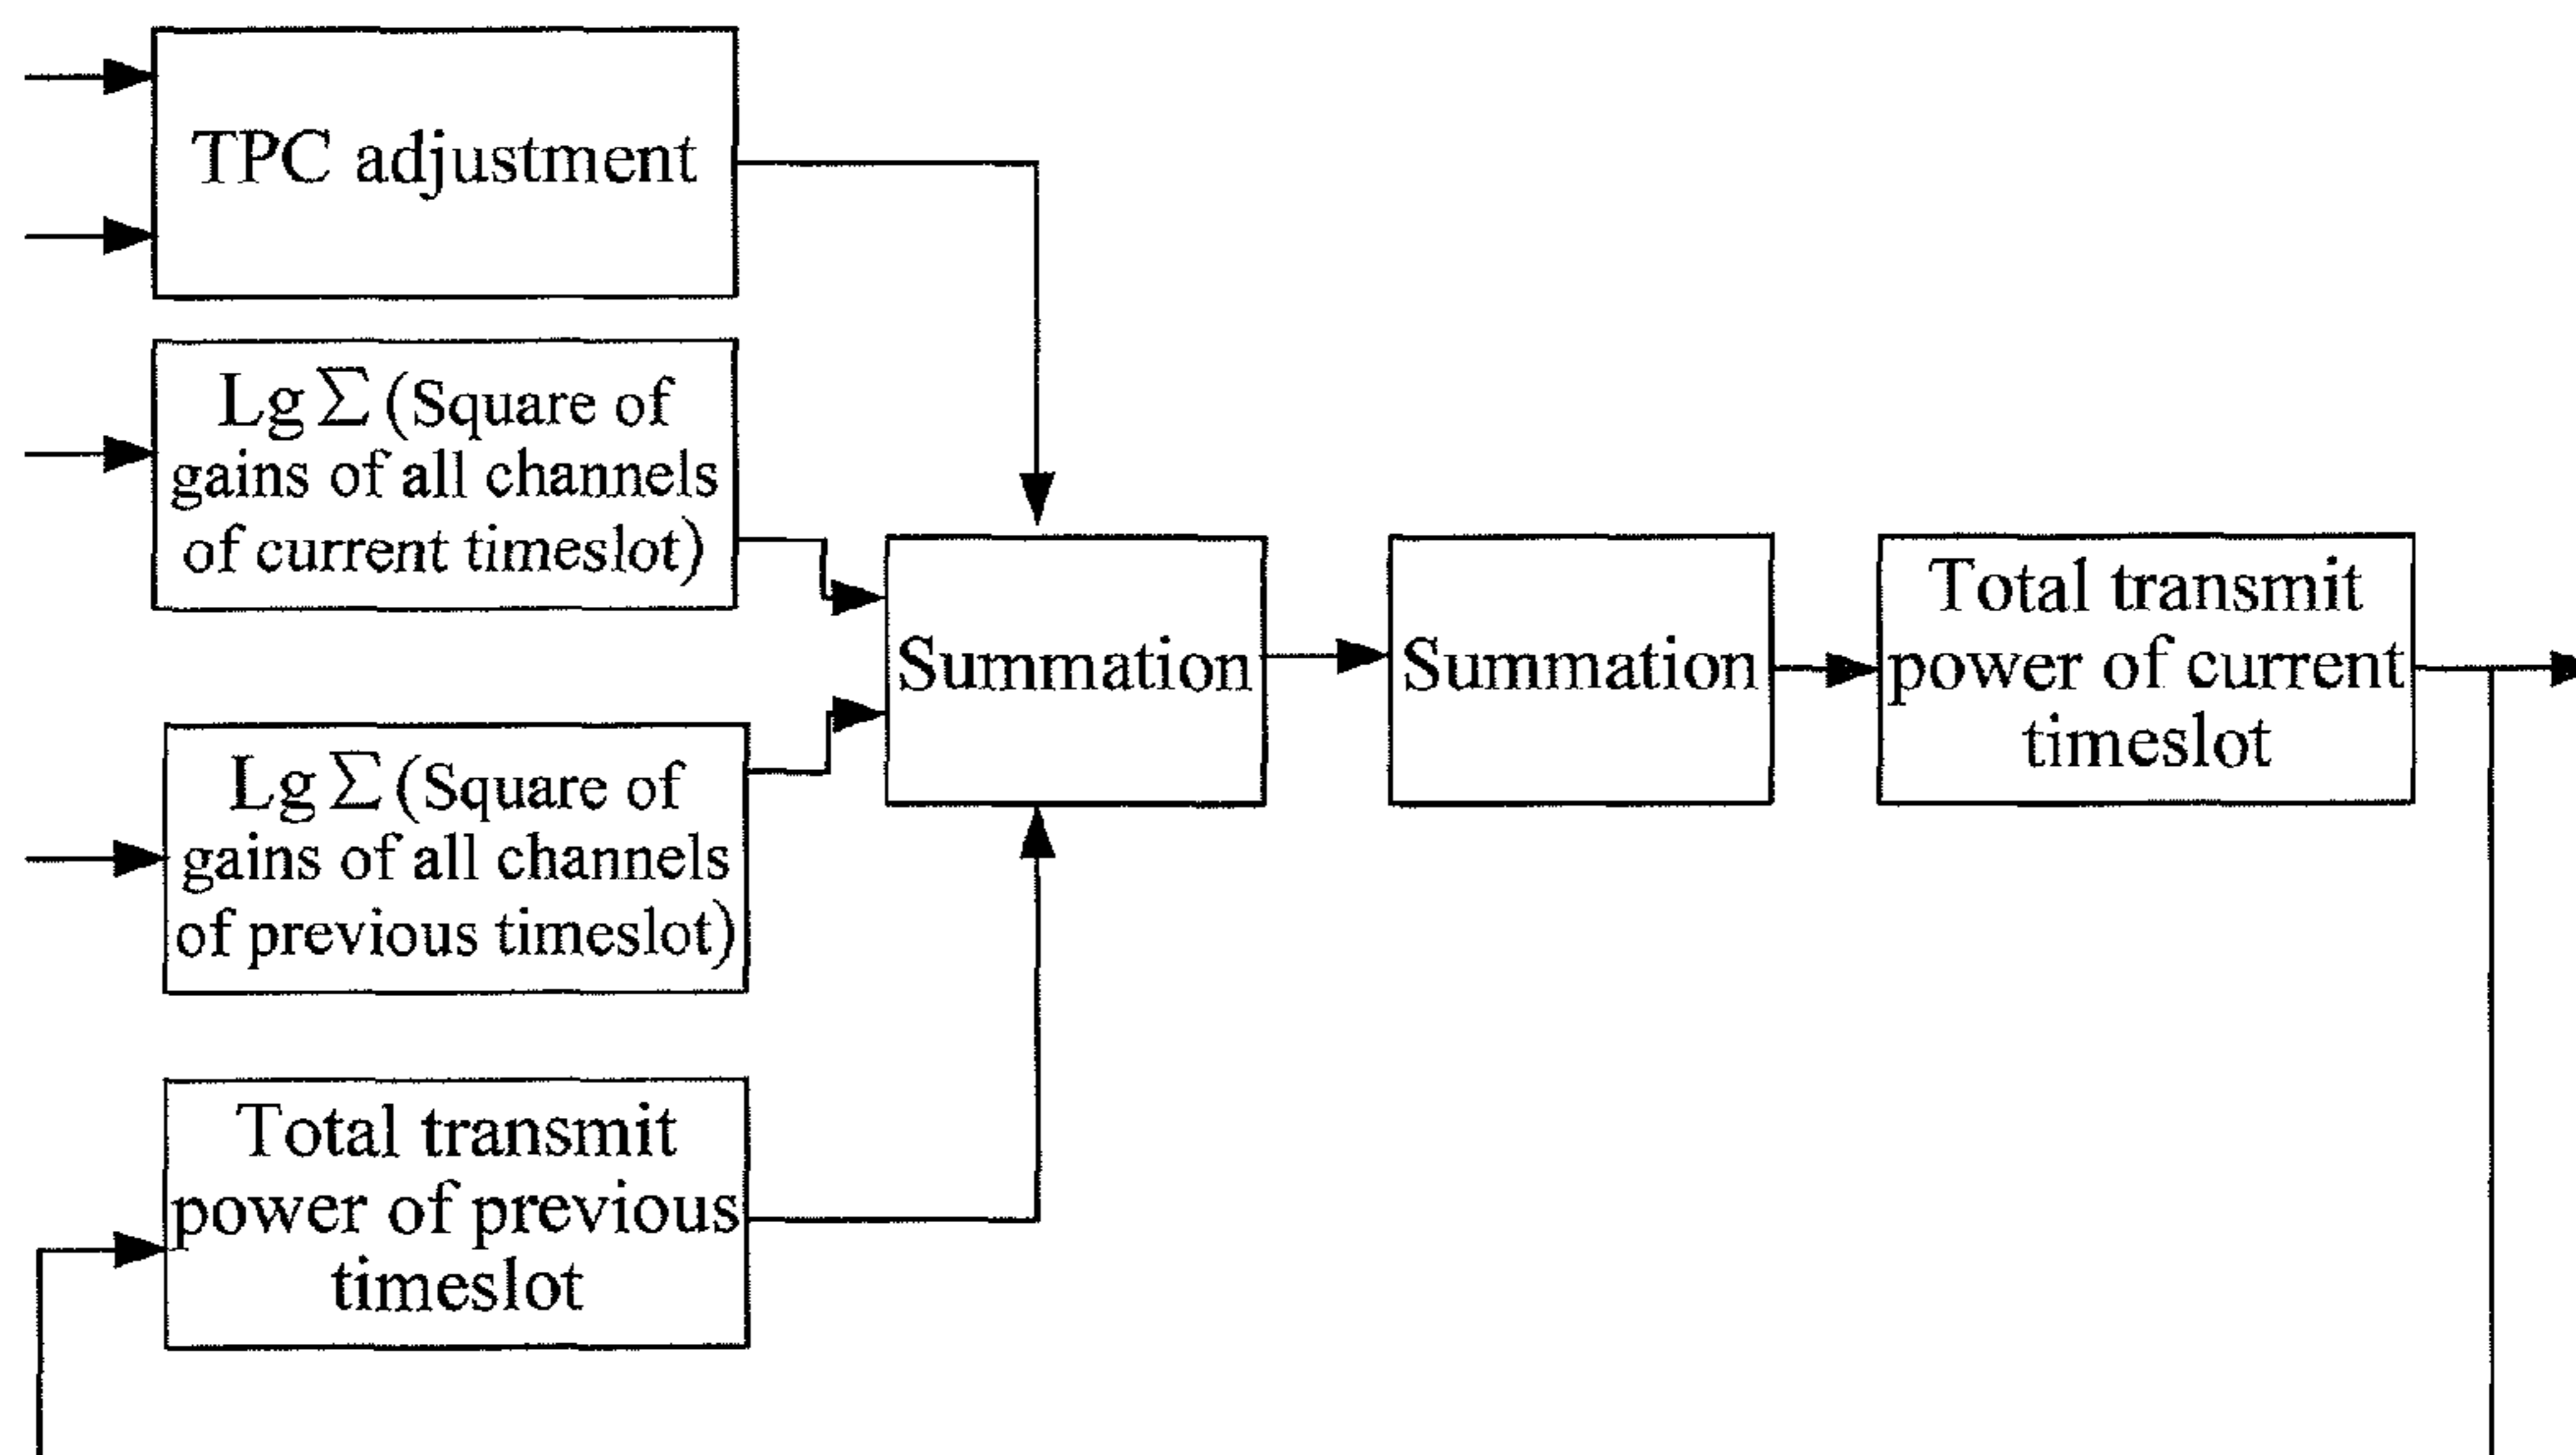 TPC adjustment
Lg Σ (Square of
gains of all channels
of current timeslot)
Lg Σ (Square of
gains of all channels
of previous timeslot)
Total transmit
power of previous
timeslot
Summation
Summation
Total transmit
power of current
timeslot